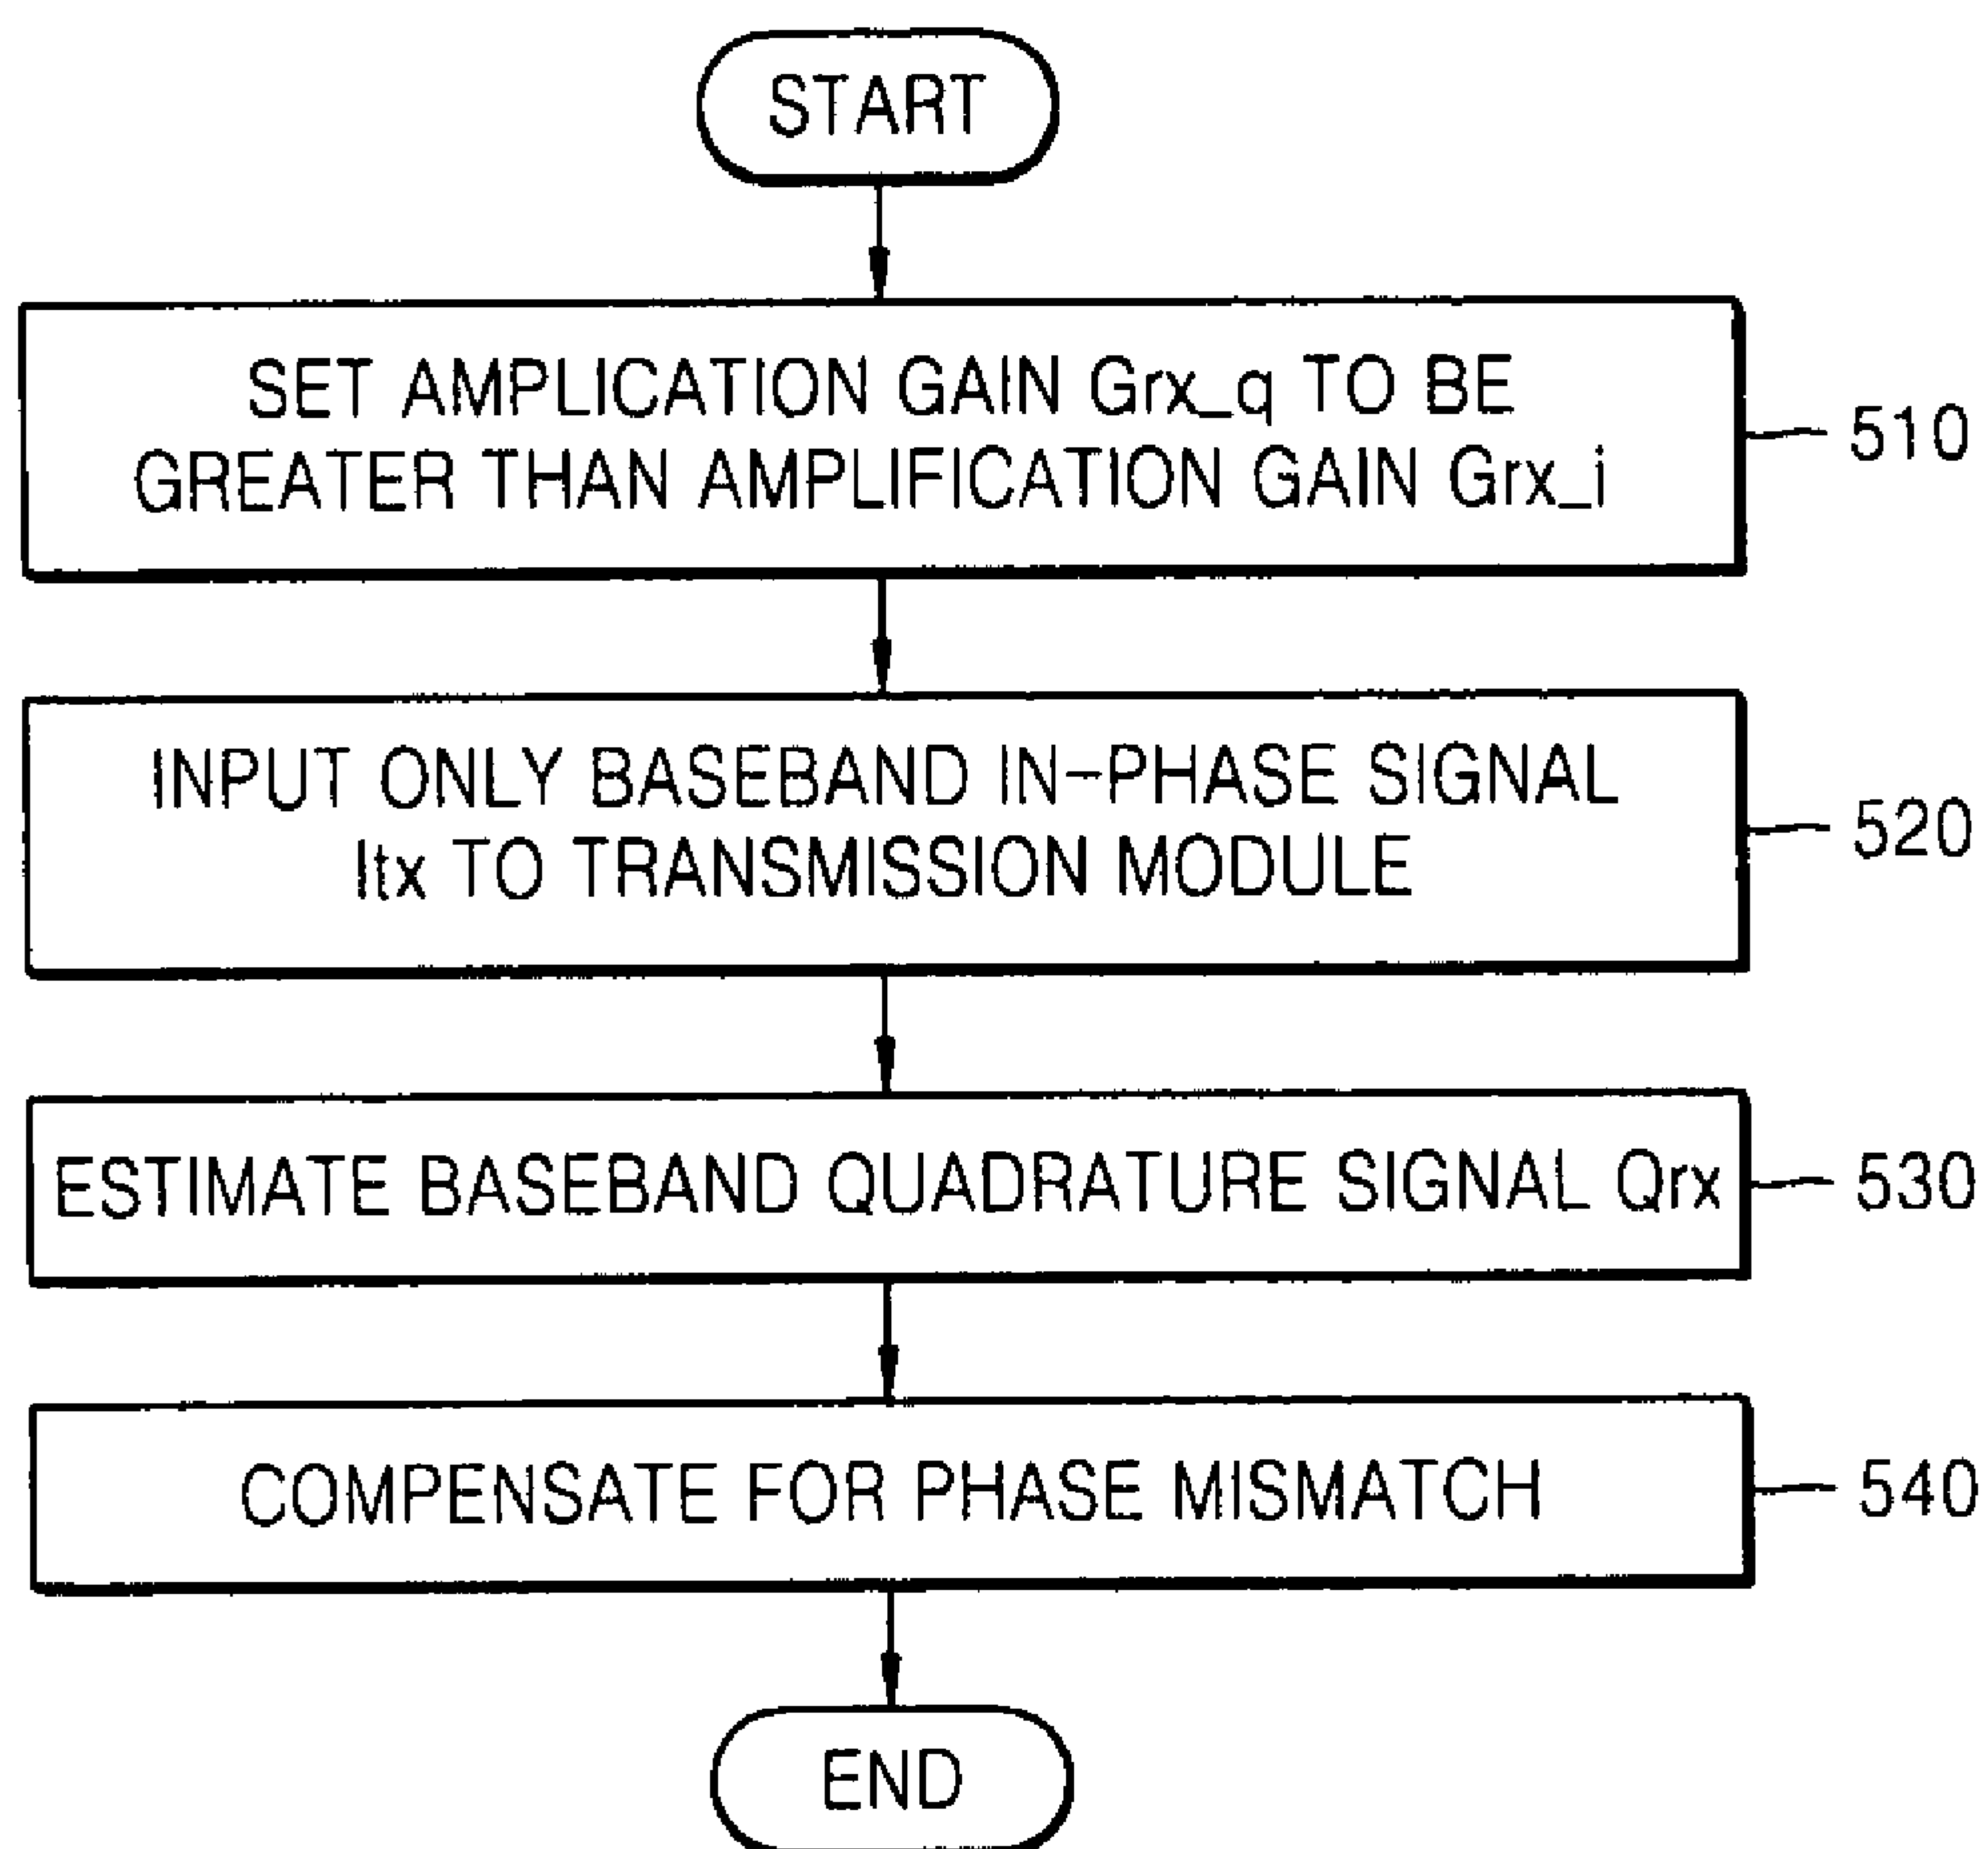 START
SET AMPLICATION GAIN Grx_q TO BE
GREATER THAN AMPLIFICATION GAIN Grx_i
510
INPUT ONLY BASEBAND IN-PHASE SIGNAL
Itx TO TRANSMISSION MODULE
520
ESTIMATE BASEBAND QUADRATURE SIGNAL Qrx
530
COMPENSATE FOR PHASE MISMATCH
540
END